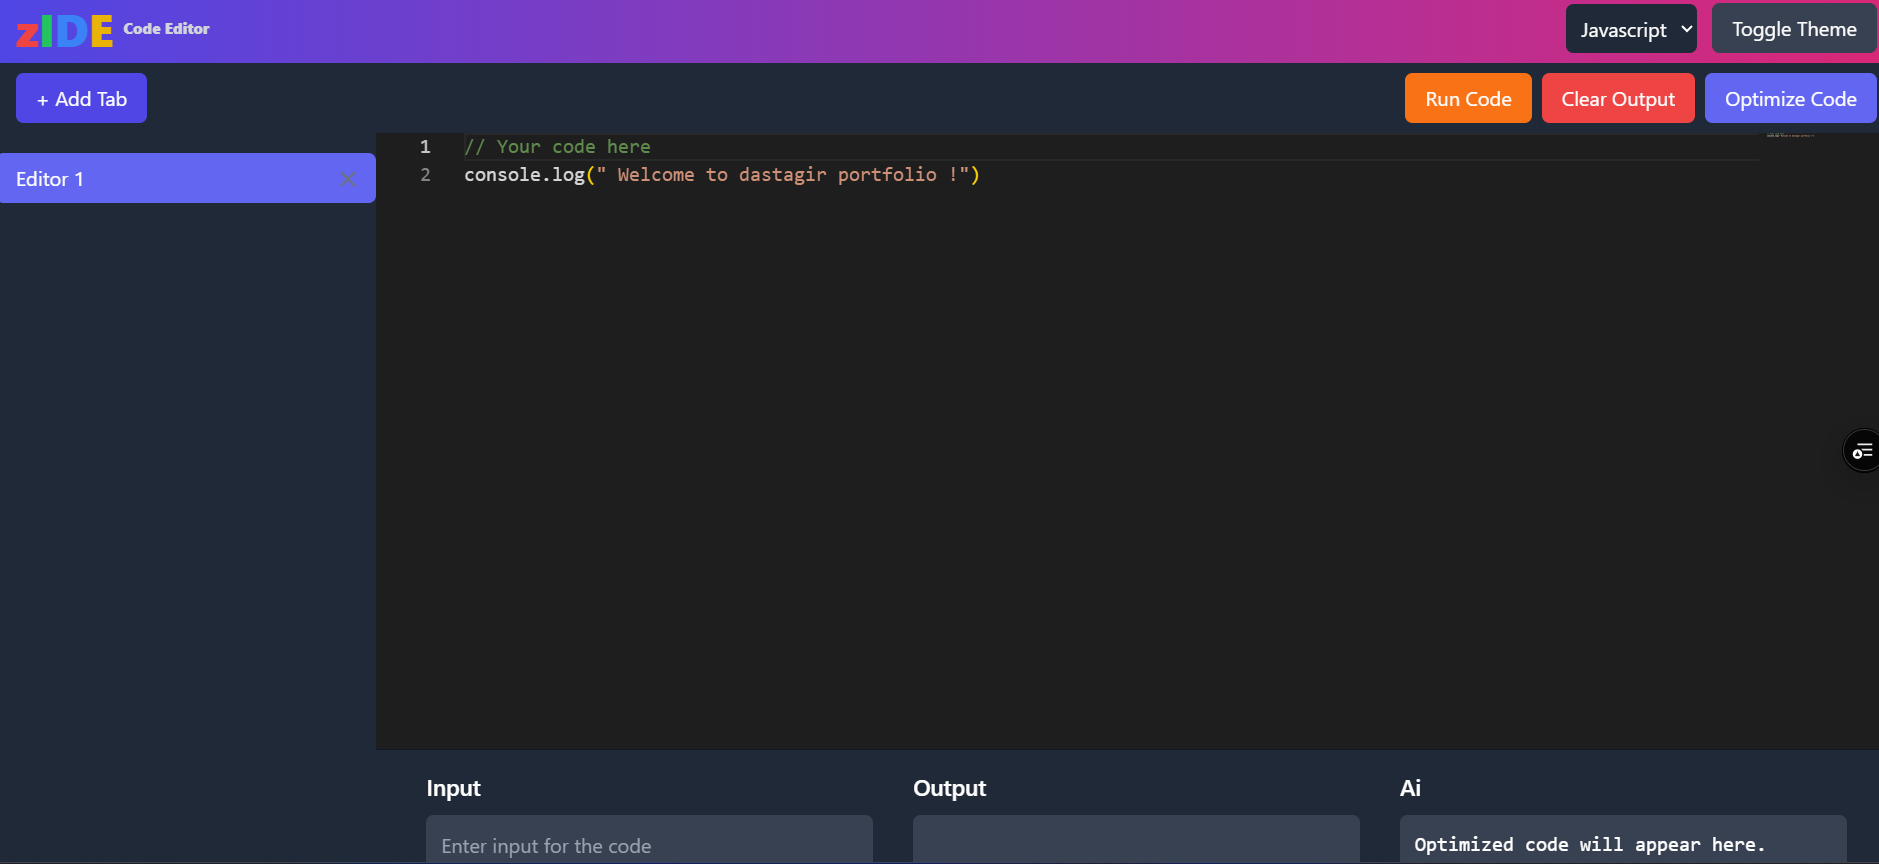 zIDE Code Editor
Javascript
Toggle Theme
+ Add Tab
Run Code
Clear Output
Optimize Code
Editor 1
1 // Your code here
2 console.log(" Welcome to dastagir portfolio !")
Input
Output
Ai
Enter input for the code
Optimized code will appear here.